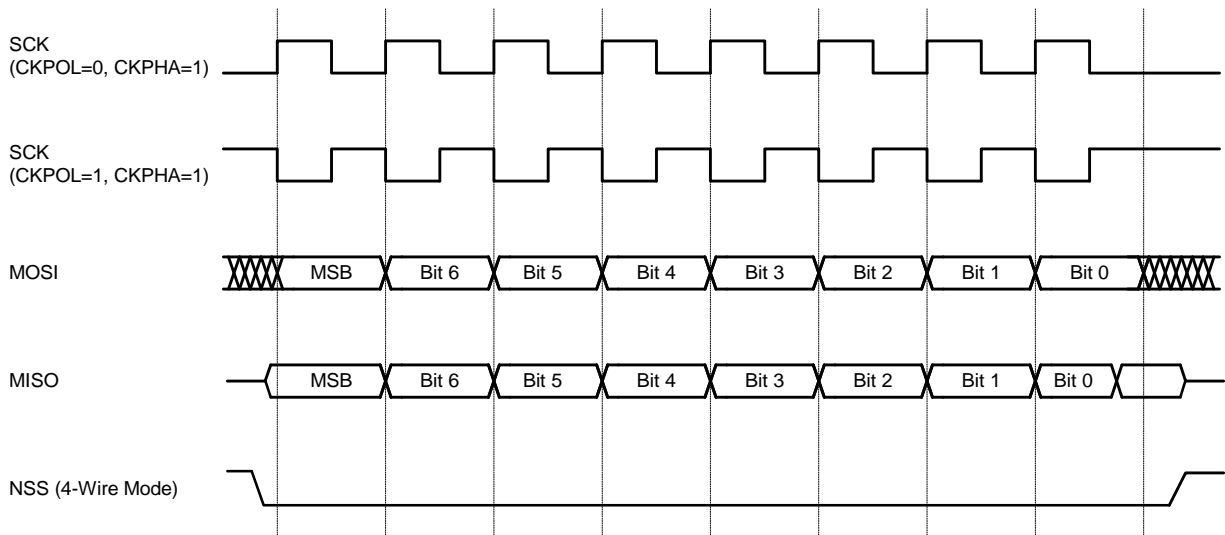 SCK
(CKPOL=0, CKPHA=1)
SCK
(CKPOL=1, CKPHA=1)
MOSI
MSB Bit 6 Bit 5 Bit 4 Bit 3 Bit 2 Bit 1 Bit 0
MISO
MSB Bit 6 Bit 5 Bit 4 Bit 3 Bit 2 Bit 1 Bit 0
NSS (4-Wire Mode)